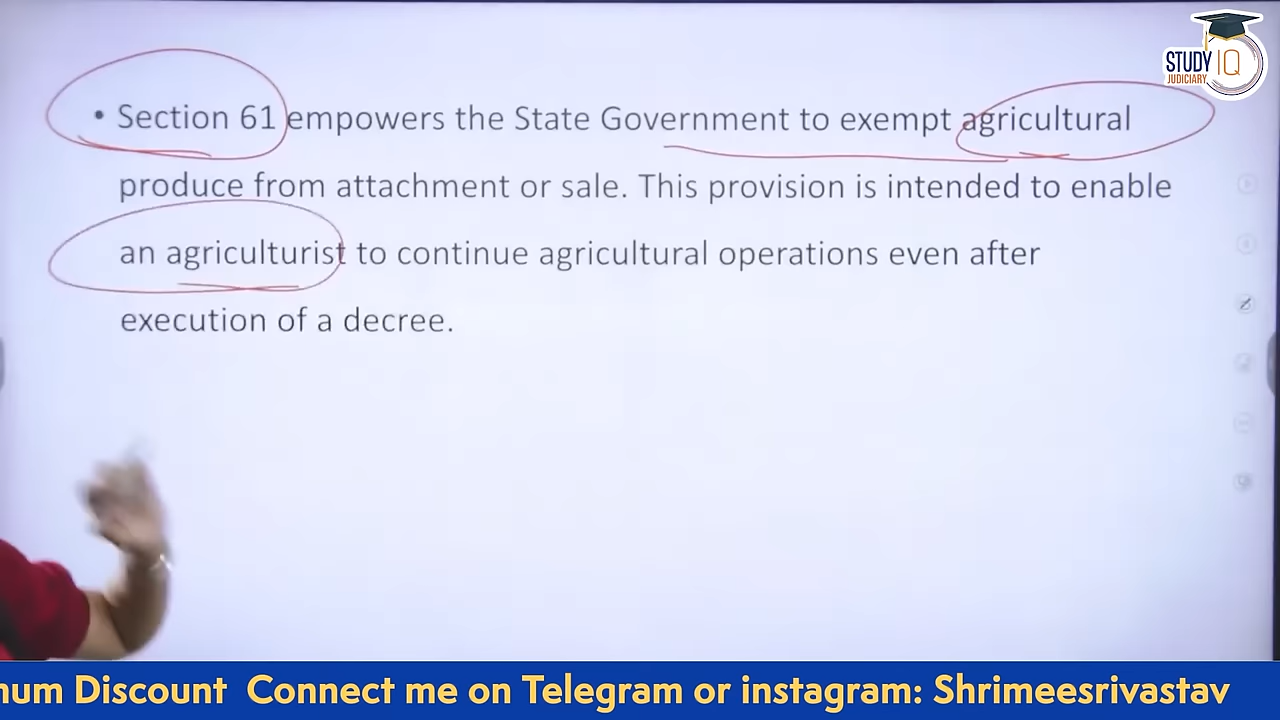 STUDY IQ
JUDICIARY
• Section 61 empowers the State Government to exempt agricultural
produce from attachment or sale. This provision is intended to enable
an agriculturist to continue agricultural operations even after
execution of a decree.
Discount Connect me on Telegram or instagram: Shrimeesrivastav